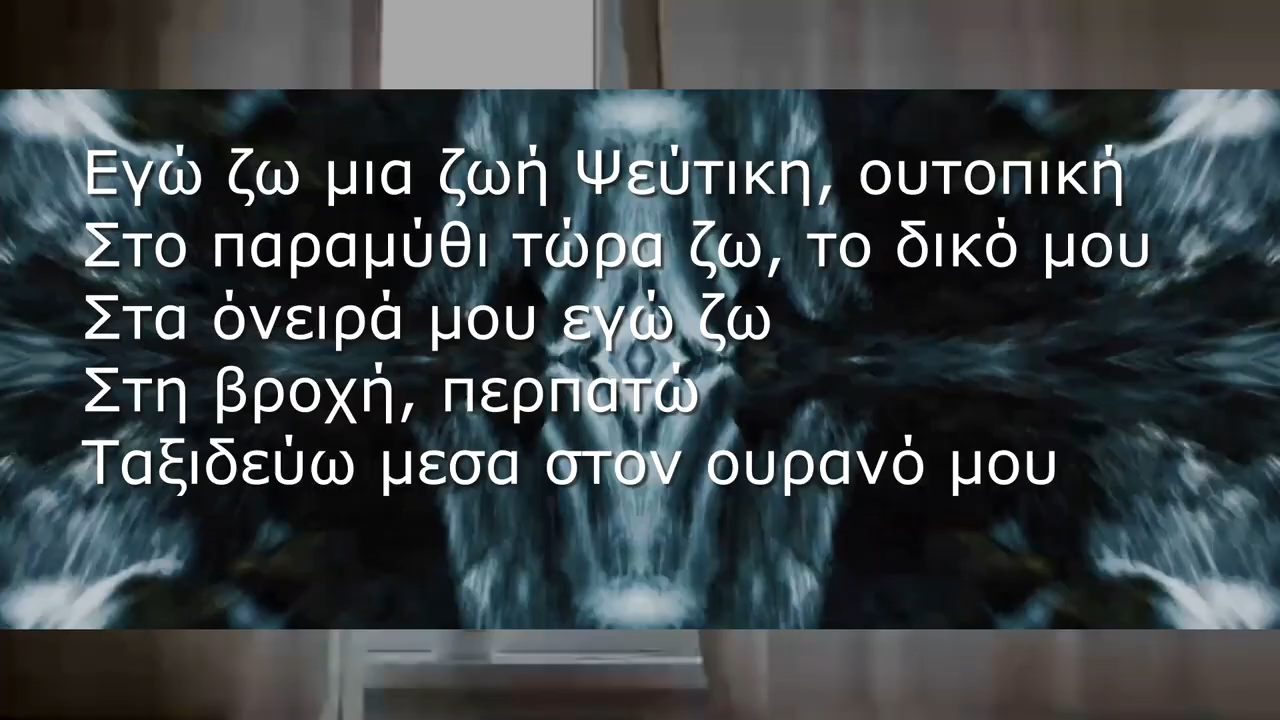 Εγώ ζω μια ζωή Ψεύτικη, ουτοπική
Στο παραμύθι τώρα ζω, το δικό μου
Στα όνειρά μου εγώ ζω
Στη βροχή, περπατώ
Ταξιδεύω μεσα στον ουρανό μου